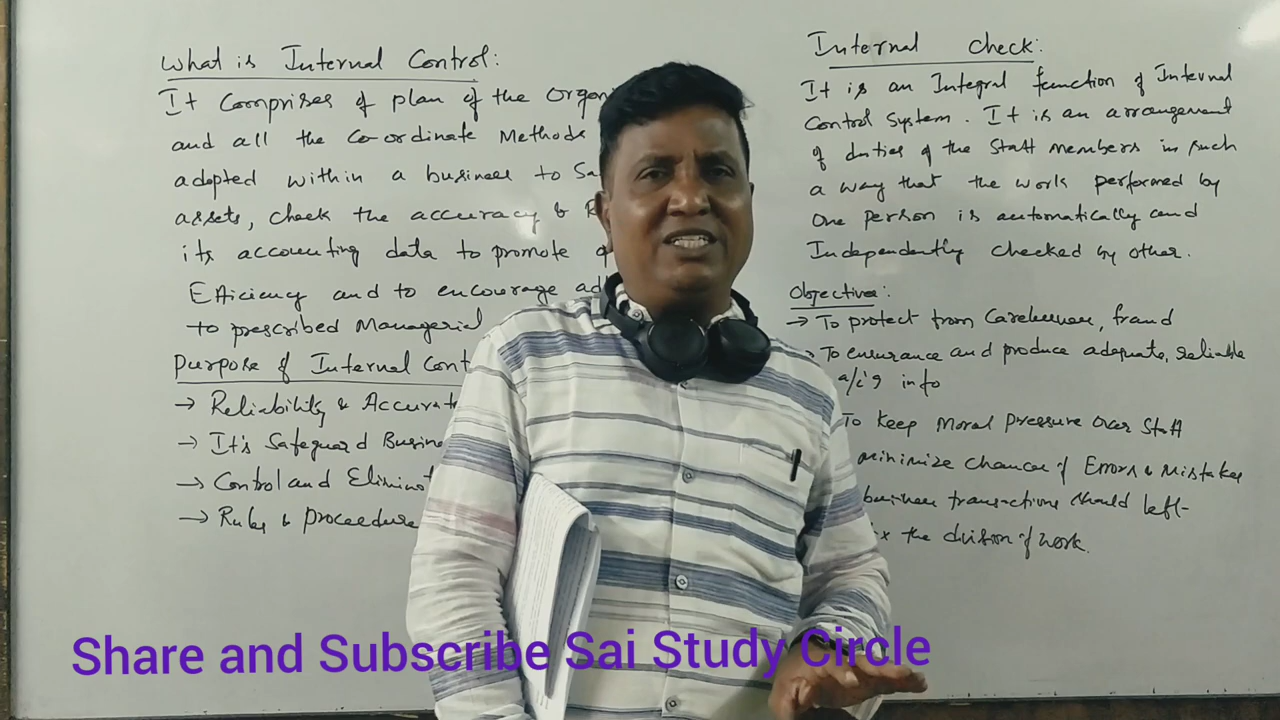 What is Internal Control:
It Comprises of plan of the Organi
and all the Co-ordinate Methods
adopted within a business to Sa
assets, check the accuracy & R
its accounting data to promote
Efficiency and to encourage ad
to prescribed Managerial
Purpose of Internal Cont
→ Reliability & Accurat
→ It's Safeguard Busine
→ Control and Eliminat
→ Rules & proceedure
Internal check:
It is an Integral function of Internal
Control System. It is an arrangement
of duties of the Staff members in such
a way that the work performed by
One person is automatically and
Independently checked by other.
Objectives:
→ To protect from Carelessness, fraud
To ensurance and produce adequate, reliable
a/c's info
To keep Moral Pressure over Staff
minimize chances of Errors & Mistakes
business transactions should left-
the division of work.
Share and Subscribe Sai Study Circle